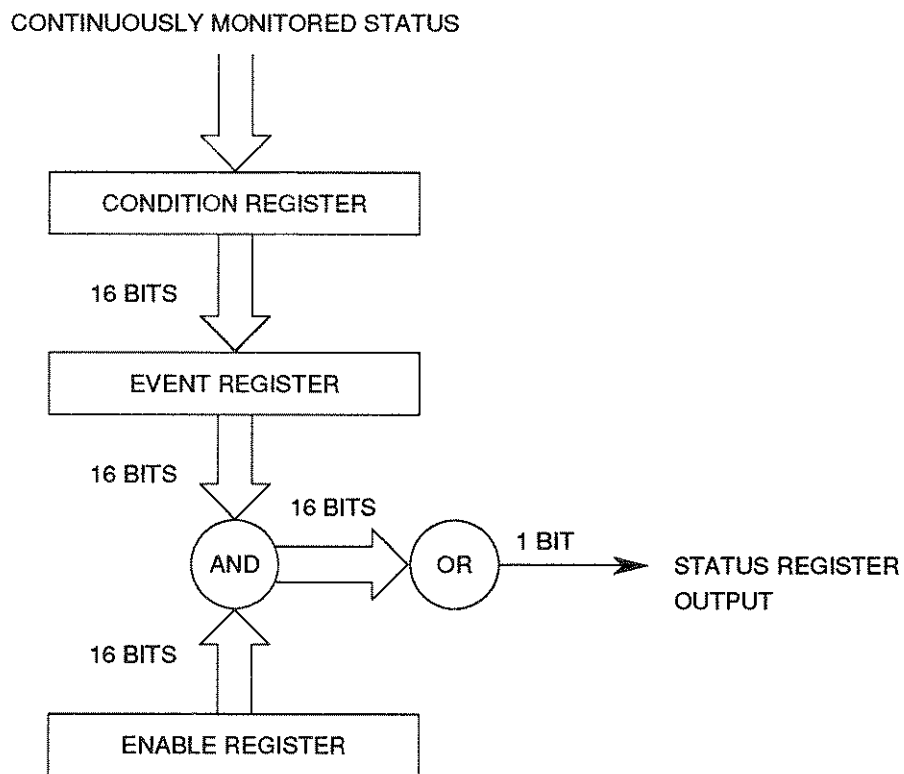 CONTINUOUSLY MONITORED STATUS
CONDITION REGISTER
16 BITS
EVENT REGISTER
16 BITS
16 BITS
AND
OR
1 BIT
STATUS REGISTER
OUTPUT
16 BITS
ENABLE REGISTER